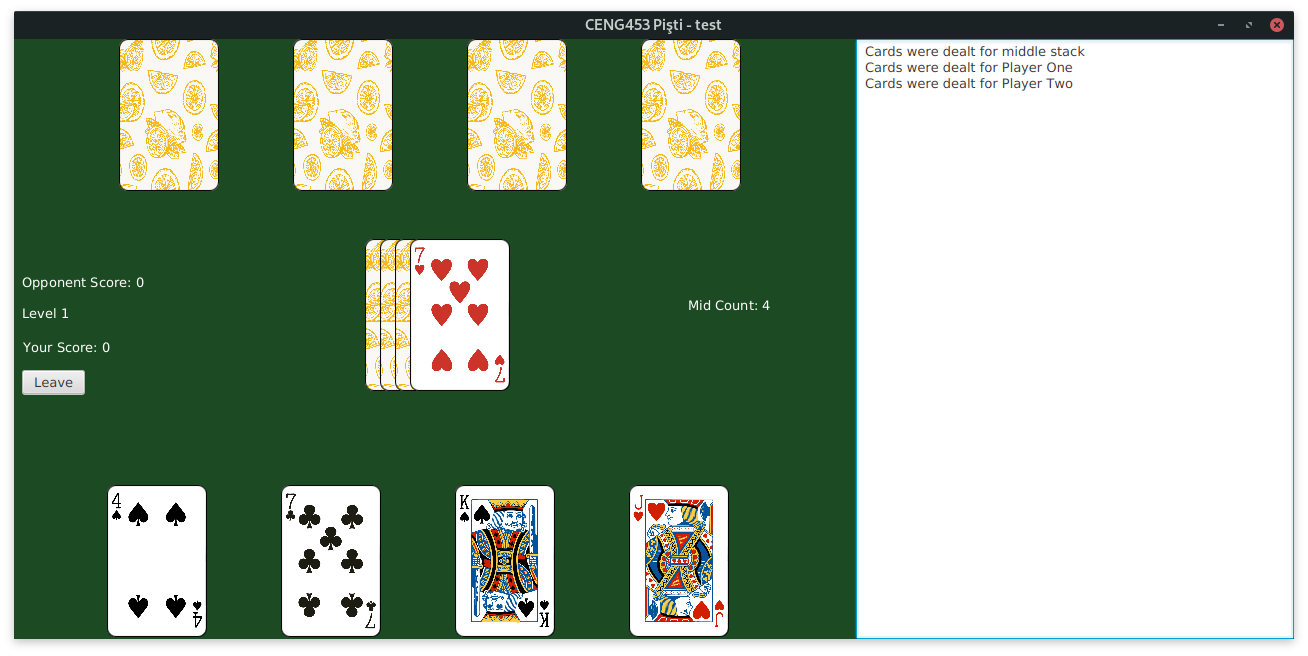 CENG453 Pişti - test
Cards were dealt for middle stack
Cards were dealt for Player One
Cards were dealt for Player Two
7
7
Opponent Score: 0
Level 1
Your Score: 0
Leave
Mid Count: 4
4
7
K
J
4
7
K
J